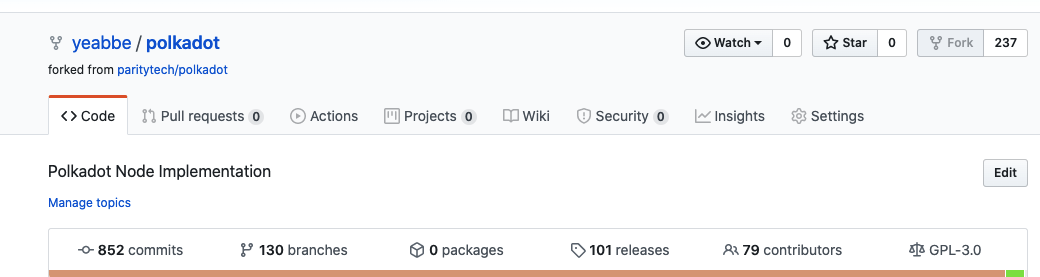 yeabbe / polkadot
Watch 0 Star 0 Fork 237
forked from paritytech/polkadot
Code Pull requests 0 Actions Projects 0 Wiki Security 0 Insights Settings
Polkadot Node Implementation
Edit
Manage topics
852 commits 130 branches 0 packages 101 releases 79 contributors GPL-3.0